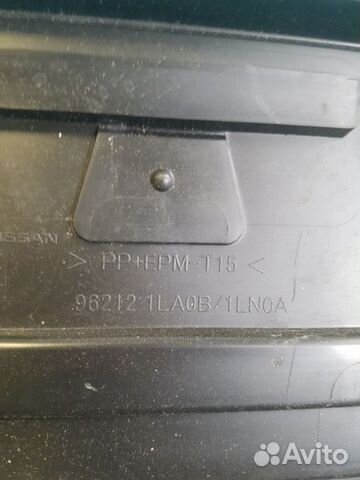 NISSAN
> PP+EPM-T15 <
96212 1LA0B/1LN0A
Avito